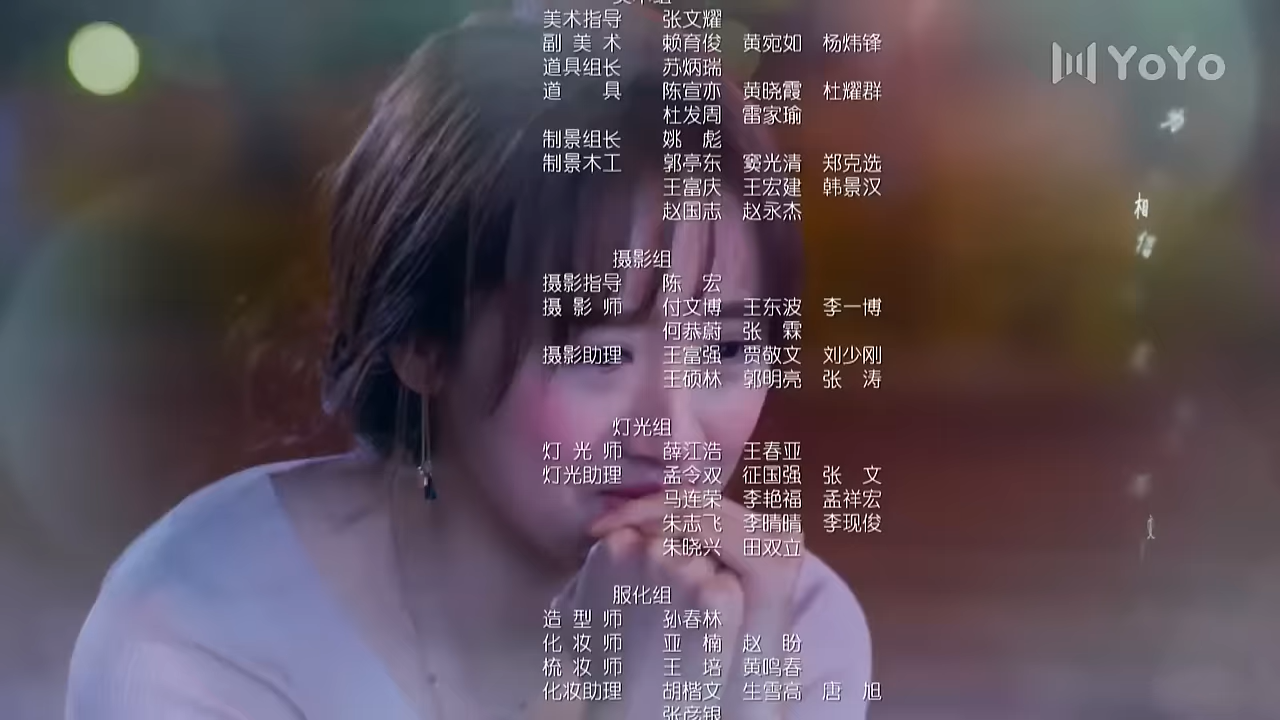 美术指导 张文耀
副美术 赖育俊 黄宛如 杨炜锋
道具组长 苏炳瑞
道具 陈宣亦 黄晓霞 杜耀群
杜发周 雷家瑜
制景组长 姚彪
制景木工 郭亭东 窦光清 郑克选
王富庆 王宏建 韩景汉
赵国志 赵永杰
摄影组
摄影指导 陈宏
摄影师 付文博 王东波 李一博
何恭蔚 张霖
摄影助理 王富强 贾敬文 刘少刚
王硕林 郭明亮 张涛
灯光组
灯光师 薛江浩 王春亚
灯光助理 孟令双 征国强 张文
马连荣 李艳福 孟祥宏
朱志飞 李晴晴 李现俊
朱晓兴 田双立
服化组
造型师 孙春林
化妆师 亚楠 赵盼
梳妆师 王培 黄鸣春
化妆助理 胡楷文 生雪高 唐旭
张彦银
YoYo
相